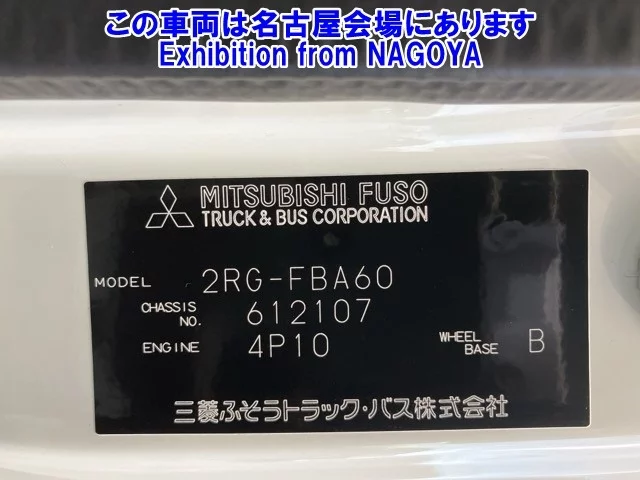 この車両は名古屋会場にあります
Exhibition from NAGOYA
MITSUBISHI FUSO
TRUCK & BUS CORPORATION
MODEL 2RG-FBA60
CHASSIS NO. 612107
ENGINE 4P10 WHEEL BASE B
三菱ふそうトラック・バス株式会社